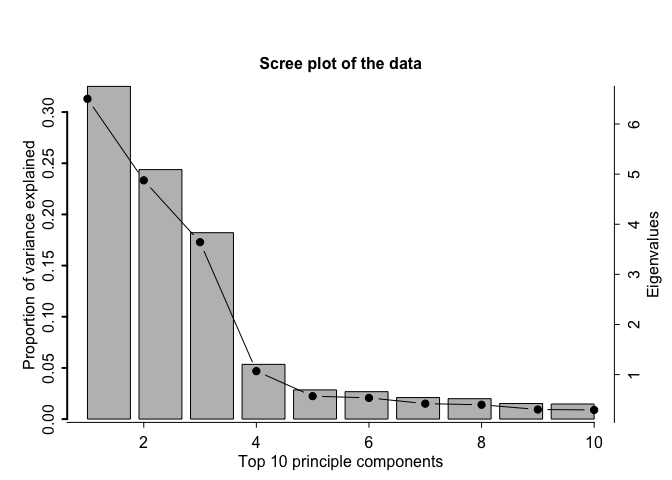 Scree plot of the data
Proportion of variance explained
0.00 0.05 0.10 0.15 0.20 0.25 0.30
Eigenvalues
1 2 3 4 5 6
2 4 6 8 10
Top 10 principle components